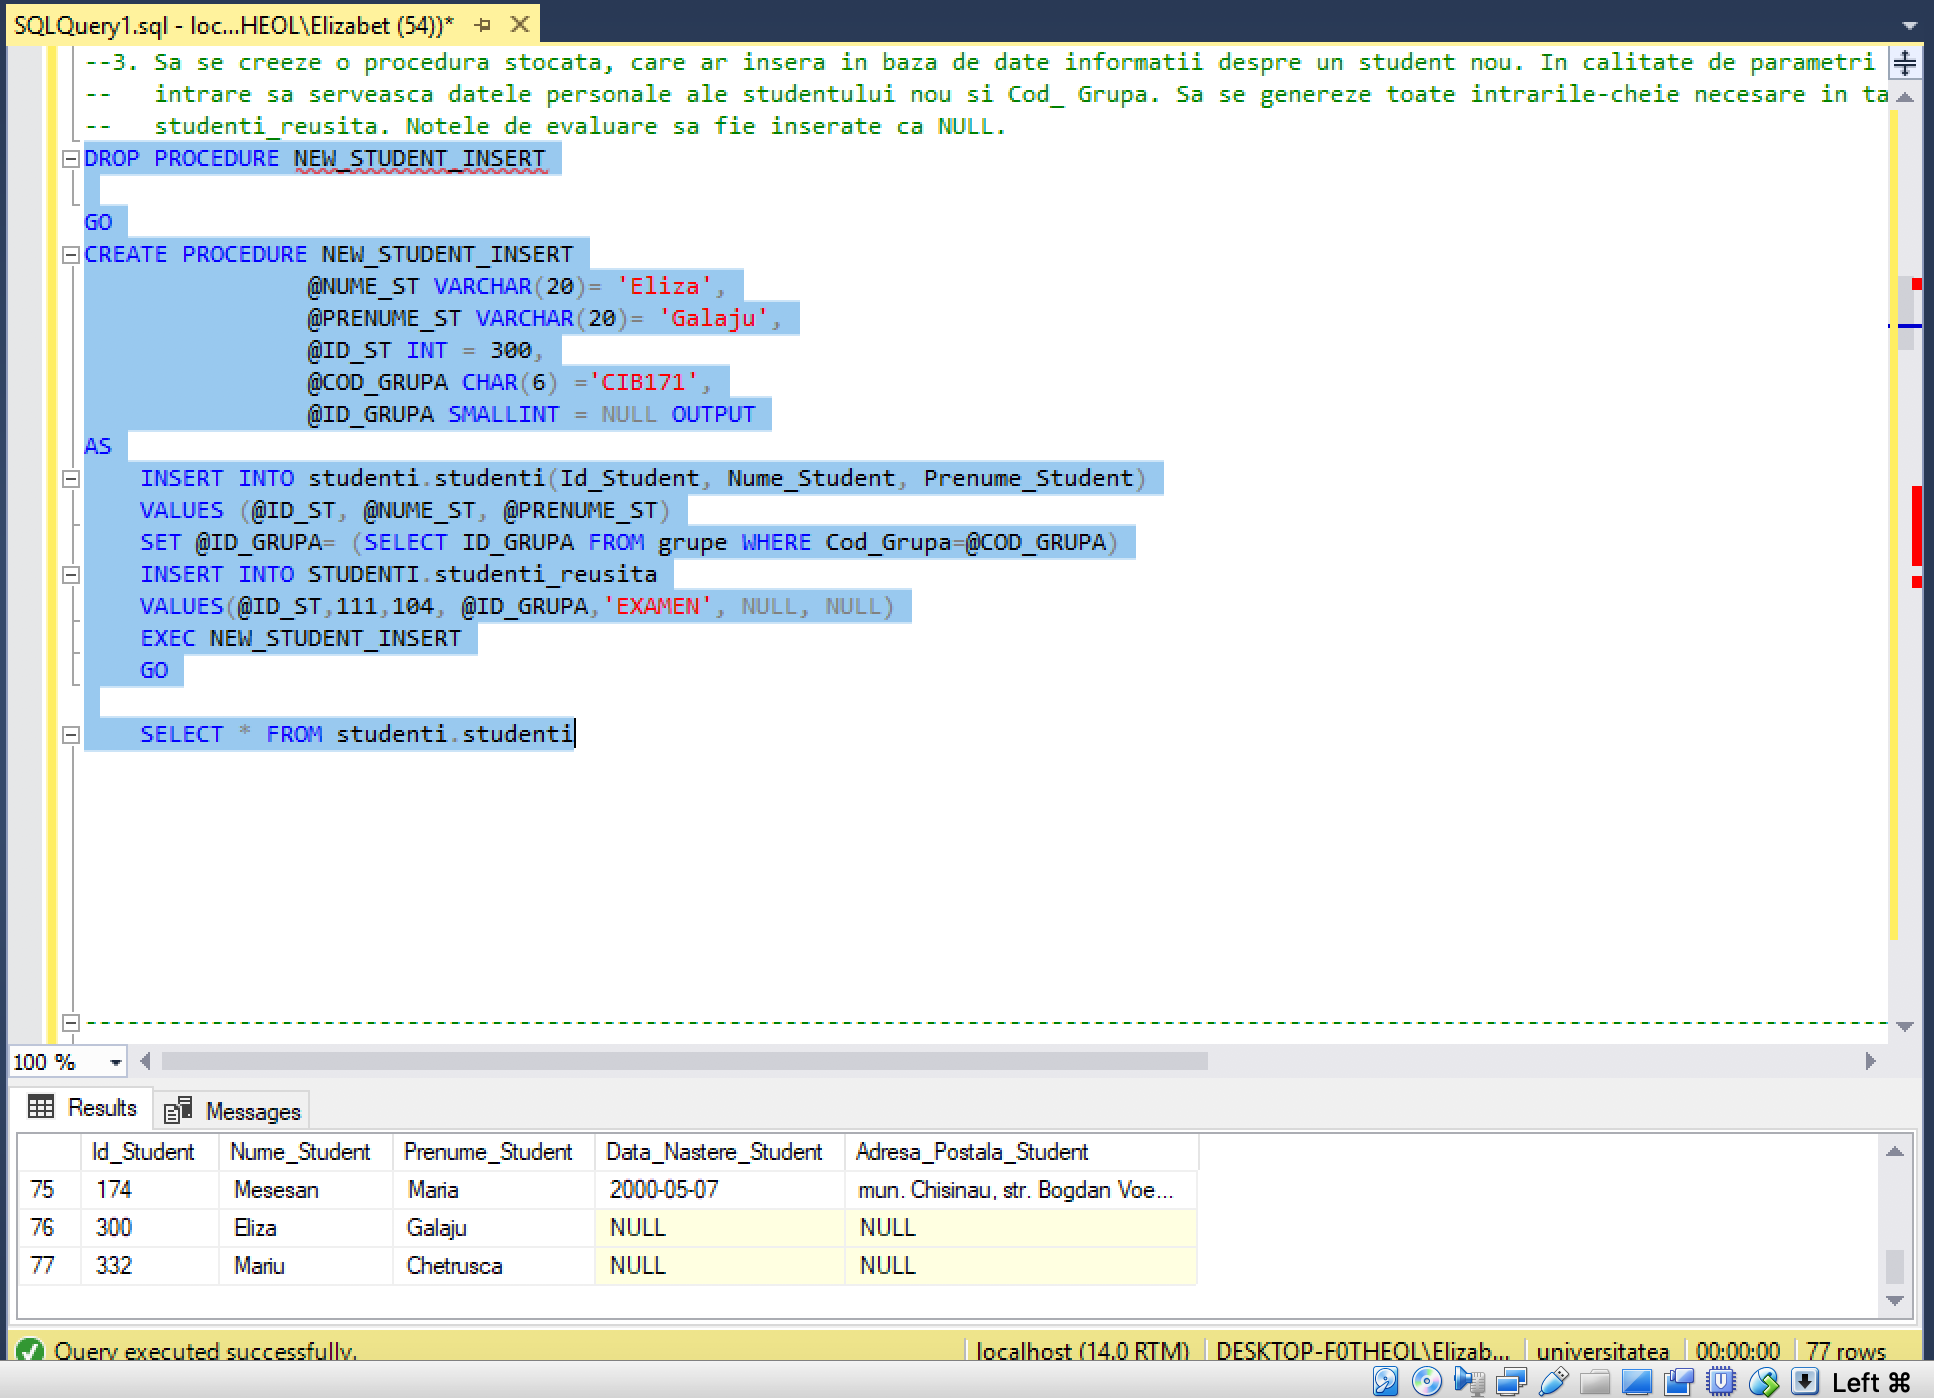 SQLQuery1.sql - loc...HEOL\Elizabet (54))*
--3. Sa se creeze o procedura stocata, care ar insera in baza de date informatii despre un student nou. In calitate de parametri
--   intrare sa serveasca datele personale ale studentului nou si Cod_ Grupa. Sa se genereze toate intrarile-cheie necesare in ta
--   studenti_reusita. Notele de evaluare sa fie inserate ca NULL.
DROP PROCEDURE NEW_STUDENT_INSERT
GO
CREATE PROCEDURE NEW_STUDENT_INSERT
@NUME_ST VARCHAR(20)= 'Eliza',
@PRENUME_ST VARCHAR(20)= 'Galaju',
@ID_ST INT = 300,
@COD_GRUPA CHAR(6) ='CIB171',
@ID_GRUPA SMALLINT = NULL OUTPUT
AS
INSERT INTO studenti.studenti(Id_Student, Nume_Student, Prenume_Student)
VALUES (@ID_ST, @NUME_ST, @PRENUME_ST)
SET @ID_GRUPA= (SELECT ID_GRUPA FROM grupe WHERE Cod_Grupa=@COD_GRUPA)
INSERT INTO STUDENTI.studenti_reusita
VALUES(@ID_ST,111,104, @ID_GRUPA,'EXAMEN', NULL, NULL)
EXEC NEW_STUDENT_INSERT
GO
SELECT * FROM studenti.studenti
100 %
Results Messages
Id_Student Nume_Student Prenume_Student Data_Nastere_Student Adresa_Postala_Student
75 174 Mesesan Maria 2000-05-07 mun. Chisinau, str. Bogdan Voe...
76 300 Eliza Galaju NULL NULL
77 332 Mariu Chetrusca NULL NULL
Query executed successfully. localhost (14.0 RTM) DESKTOP-F0THEOL\Elizab... universitatea 00:00:00 77 rows
Left ⌘